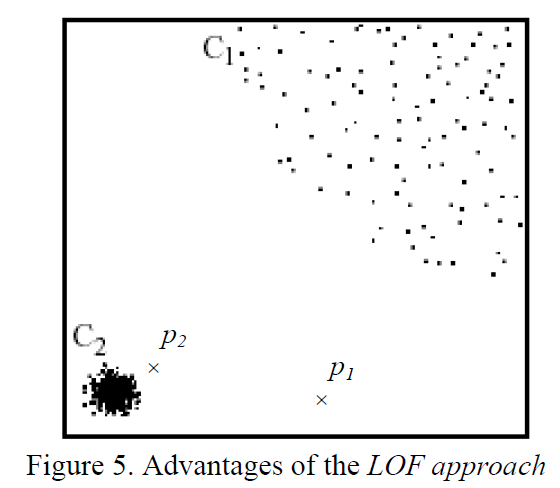 C1
C2
p2
p1
Figure 5. Advantages of the LOF approach